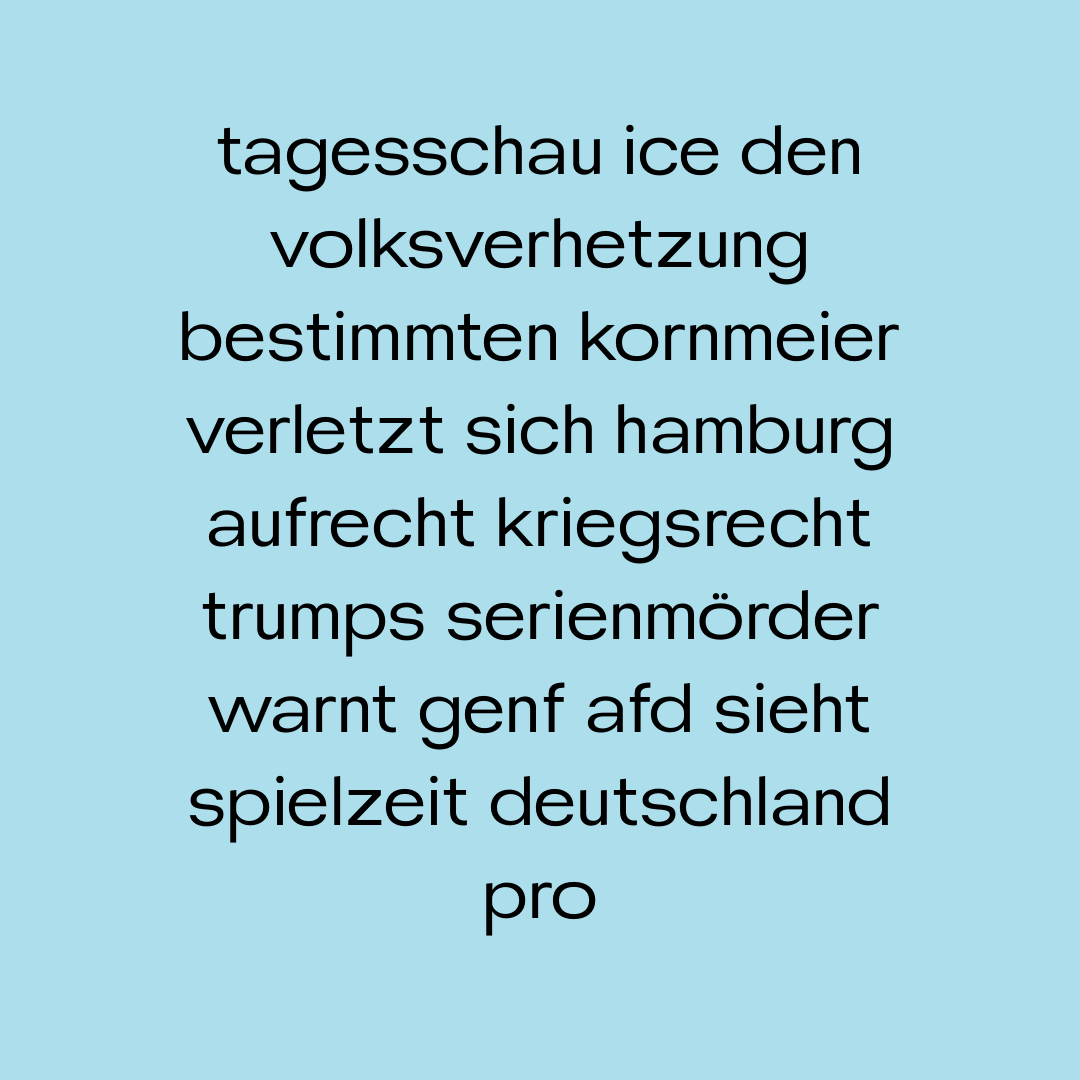 tagesschau ice den
volksverhetzung
bestimmten kornmeier
verletzt sich hamburg
aufrecht kriegsrecht
trumps serienmörder
warnt genf afd sieht
spielzeit deutschland
pro